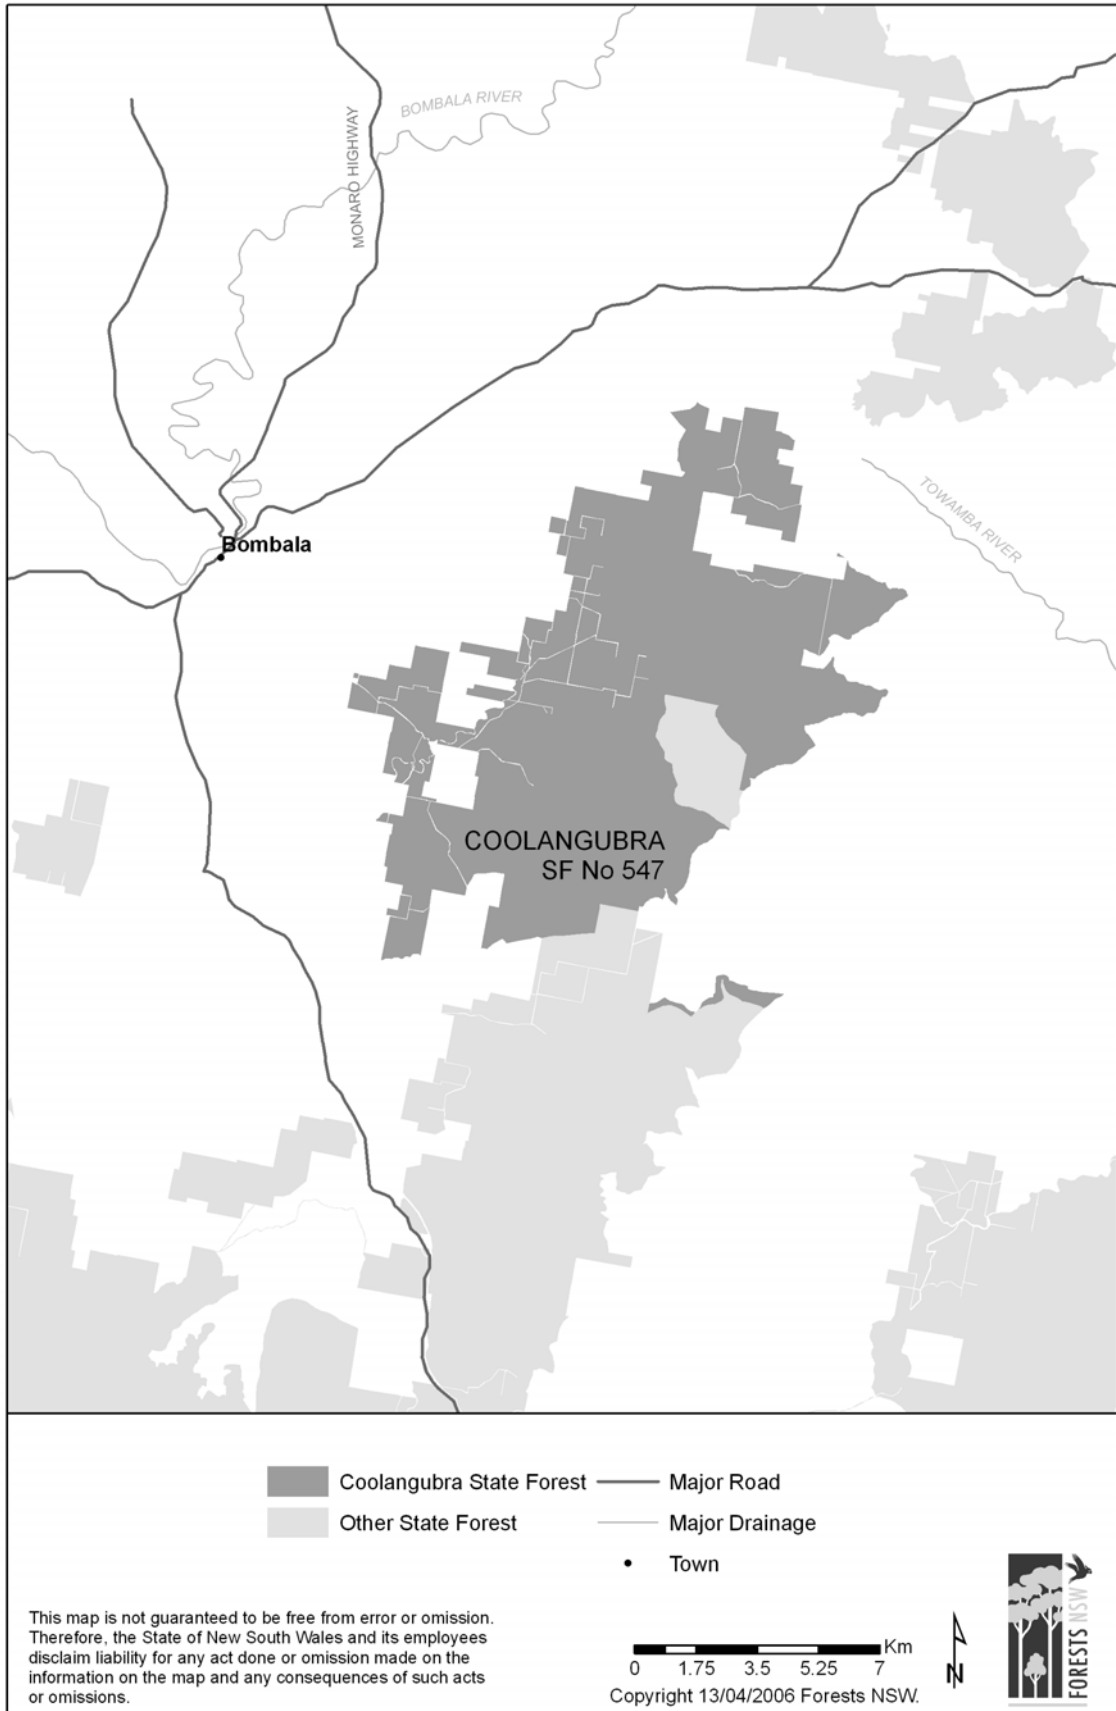 BOMBALA RIVER
MONARO HIGHWAY
TOWAMBA RIVER
Bombala
COOLANGUBRA
SF No 547
Coolangubra State Forest
Major Road
Other State Forest
Major Drainage
Town
This map is not guaranteed to be free from error or omission.
Therefore, the State of New South Wales and its employees
disclaim liability for any act done or omission made on the
information on the map and any consequences of such acts
or omissions.
Km
0 1.75 3.5 5.25 7
Copyright 13/04/2006 Forests NSW.
N
FORESTS NSW